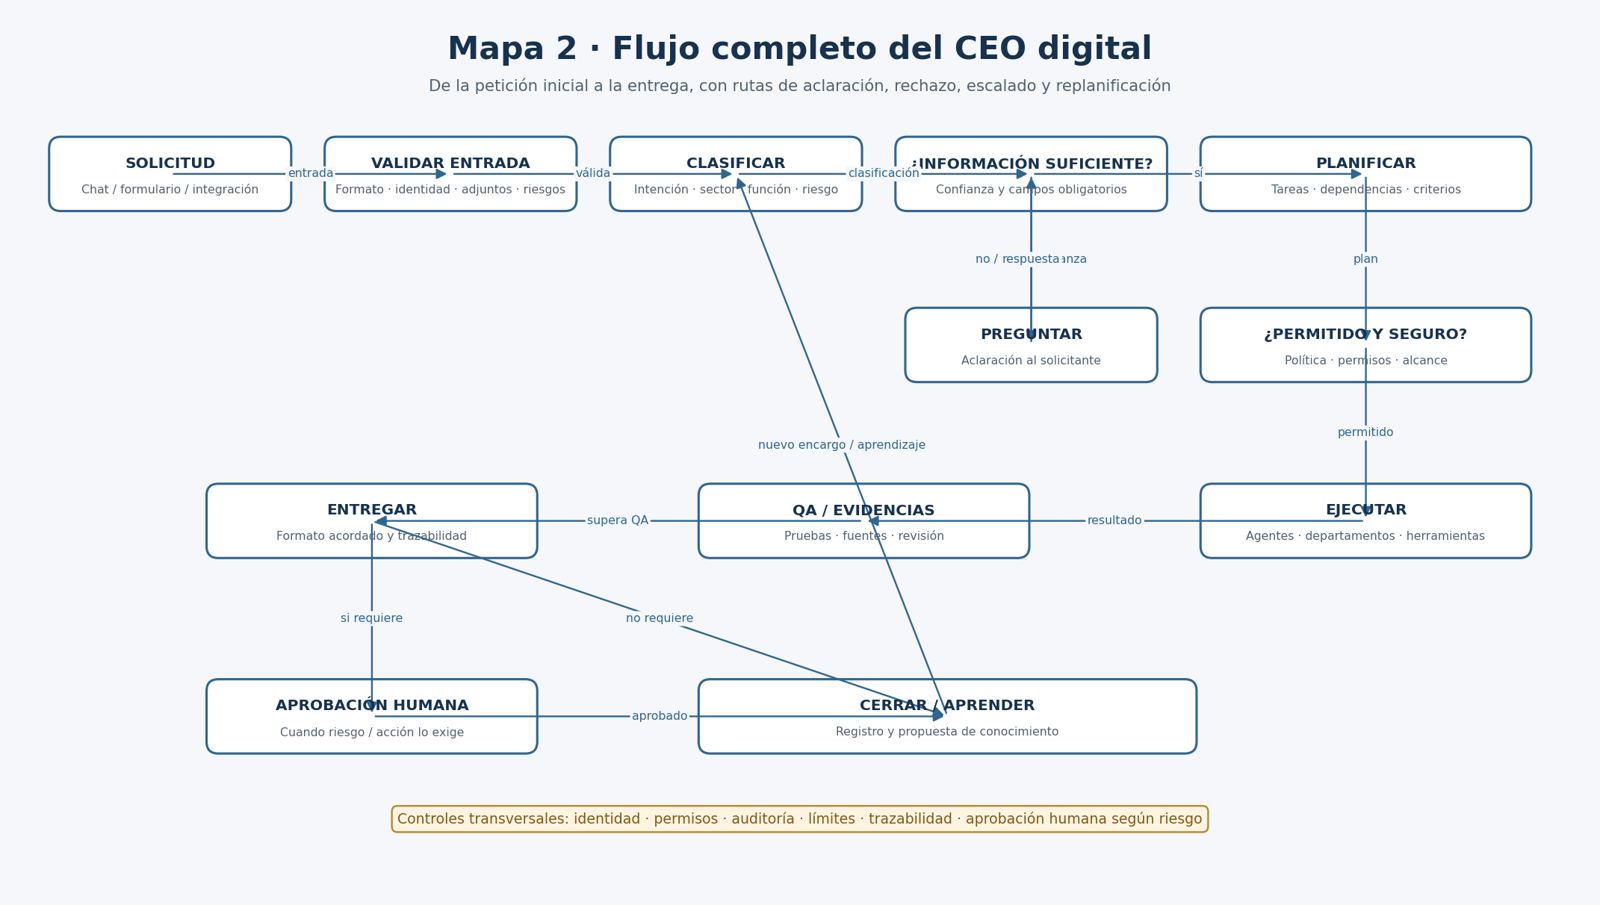 Mapa 2 · Flujo completo del CEO digital
De la petición inicial a la entrega, con rutas de aclaración, rechazo, escalado y replanificación
SOLICITUD
Chat / formulario / integración
entrada
VALIDAR ENTRADA
Formato · identidad · adjuntos · riesgos
válida
CLASIFICAR
Intención · sector · función · riesgo
clasificación
¿INFORMACIÓN SUFICIENTE?
Confianza y campos obligatorios
sí
PLANIFICAR
Tareas · dependencias · criterios
no / respuesta
plan
PREGUNTAR
Aclaración al solicitante
¿PERMITIDO Y SEGURO?
Política · permisos · alcance
permitido
nuevo encargo / aprendizaje
ENTREGAR
Formato acordado y trazabilidad
supera QA
QA / EVIDENCIAS
Pruebas · fuentes · revisión
resultado
EJECUTAR
Agentes · departamentos · herramientas
si requiere
no requiere
APROBACIÓN HUMANA
Cuando riesgo / acción lo exige
aprobado
CERRAR / APRENDER
Registro y propuesta de conocimiento
Controles transversales: identidad · permisos · auditoría · límites · trazabilidad · aprobación humana según riesgo